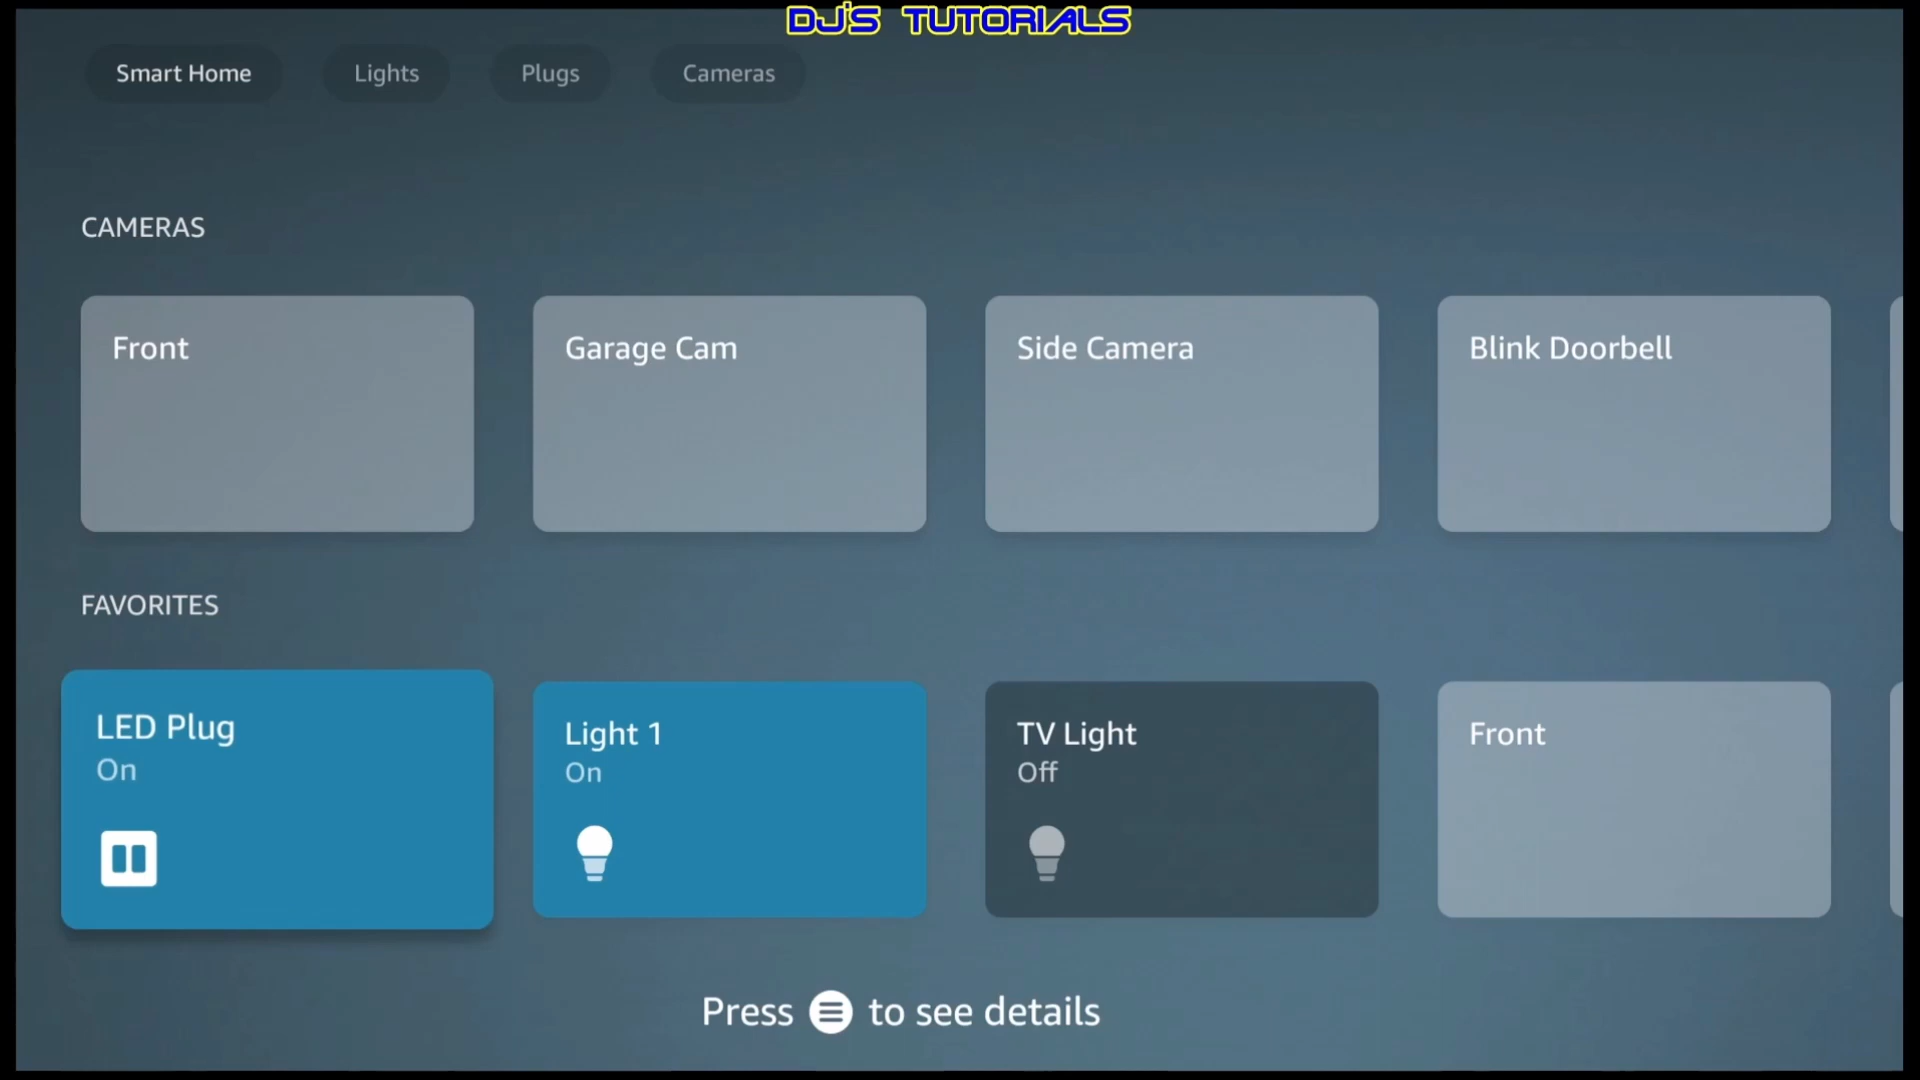 DJ'S TUTORIALS
Smart Home
Lights
Plugs
Cameras
CAMERAS
Front
Garage Cam
Side Camera
Blink Doorbell
FAVORITES
LED Plug
On
Light 1
On
TV Light
Off
Front
Press to see details